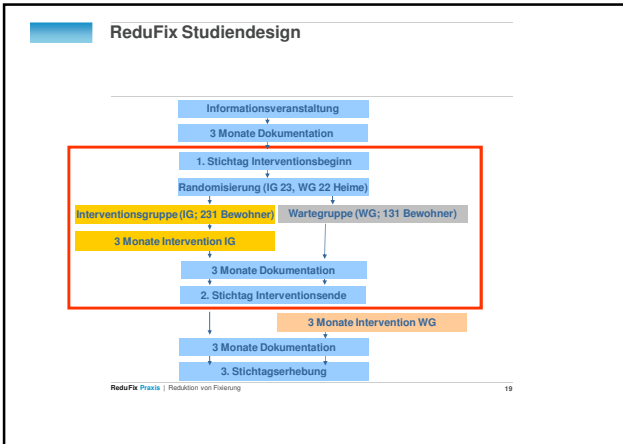 ReduFix Studiendesign
Informationsveranstaltung
3 Monate Dokumentation
1. Stichtag Interventionsbeginn
Randomisierung (IG 23, WG 22 Heime)
Interventionsgruppe (IG; 231 Bewohner)
Wartegruppe (WG; 131 Bewohner)
3 Monate Intervention IG
3 Monate Dokumentation
2. Stichtag Interventionsende
3 Monate Intervention WG
3 Monate Dokumentation
3. Stichtagserhebung
ReduFix Praxis | Reduktion von Fixierung
19